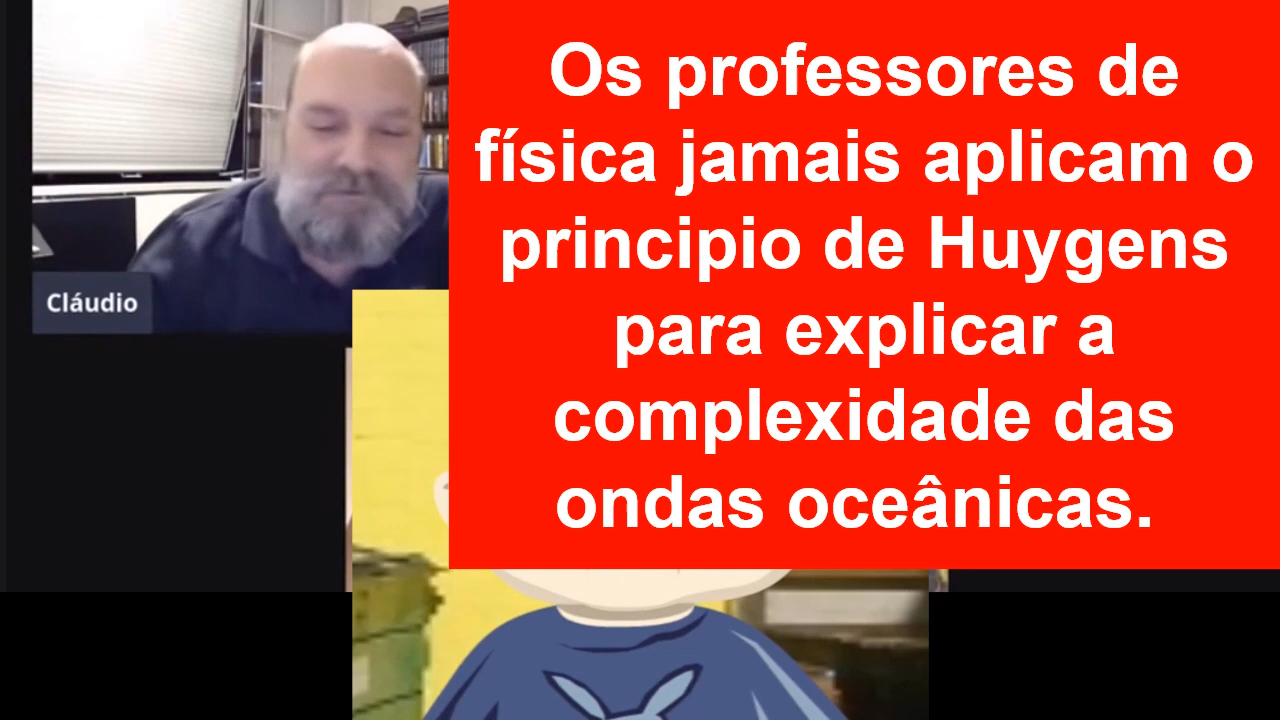 Os professores de
física jamais aplicam o
principio de Huygens
para explicar a
complexidade das
ondas oceânicas.
Cláudio